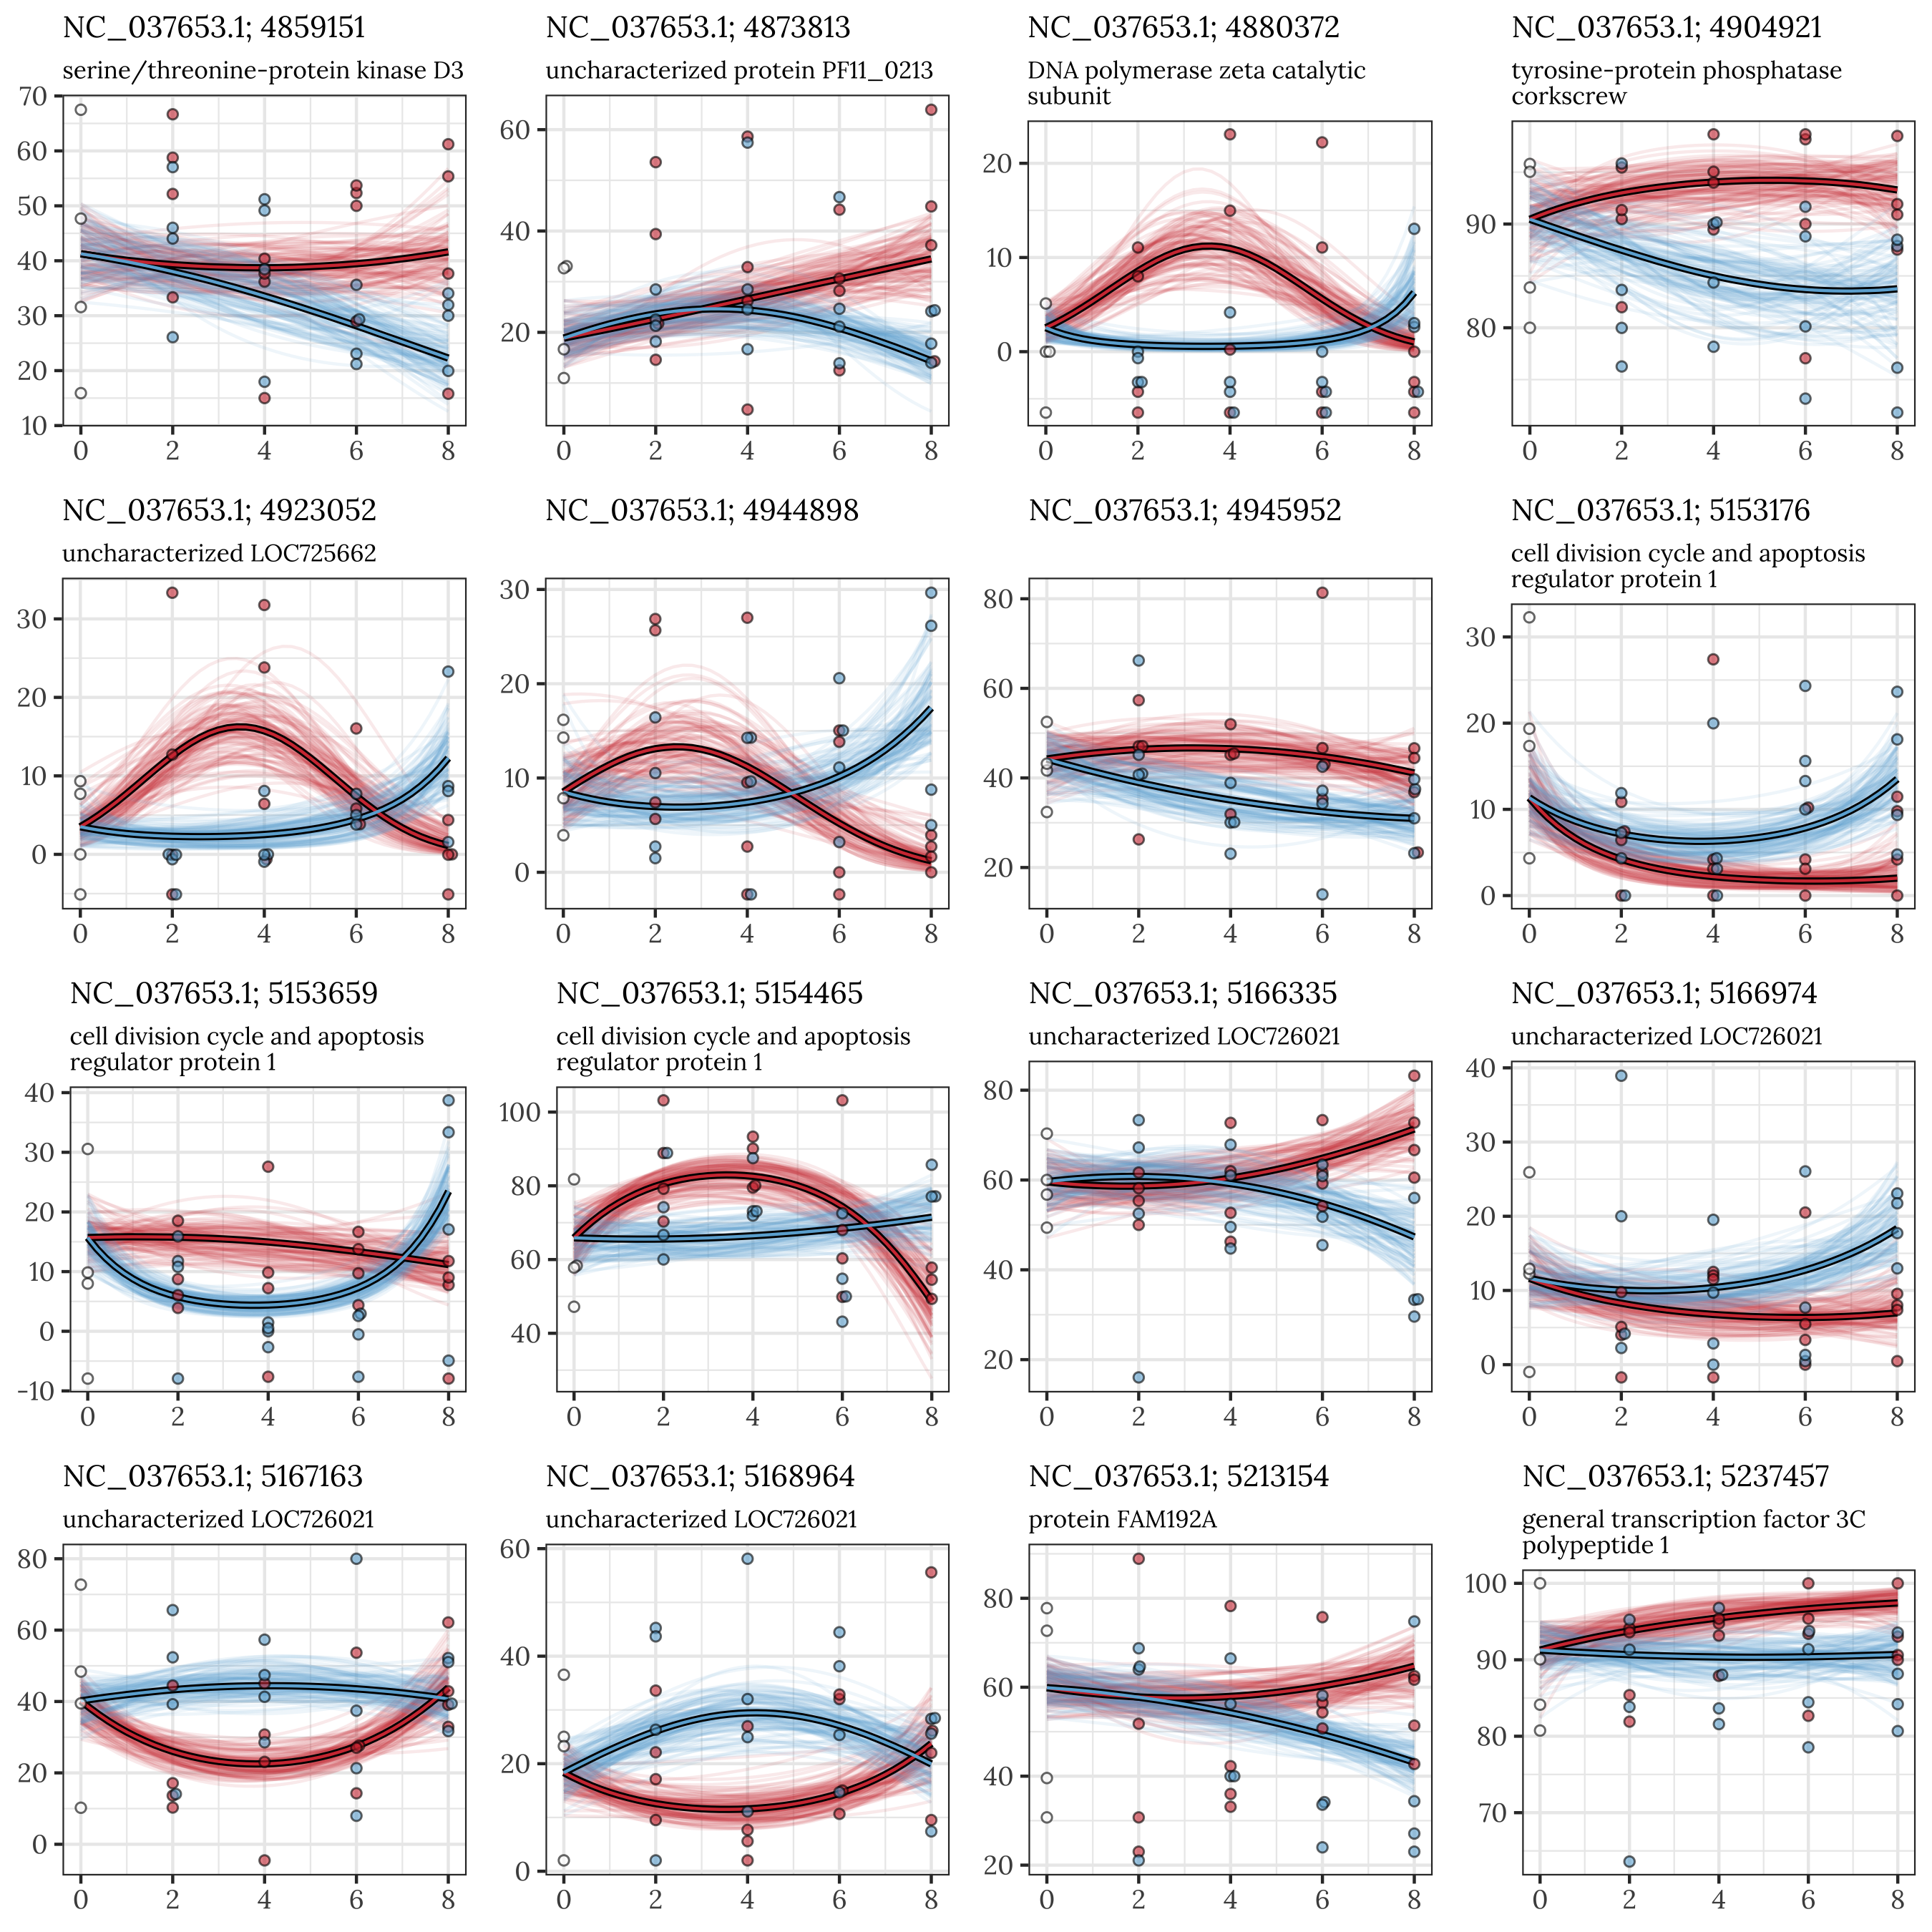 NC_037653.1; 4859151
serine/threonine-protein kinase D3
70
60
50
40
30
20
10
0 2 4 6 8
NC_037653.1; 4873813
uncharacterized protein PF11_0213
60
40
20
0 2 4 6 8
NC_037653.1; 4880372
DNA polymerase zeta catalytic
subunit
20
10
0
0 2 4 6 8
NC_037653.1; 4904921
tyrosine-protein phosphatase
corkscrew
90
80
0 2 4 6 8
NC_037653.1; 4923052
uncharacterized LOC725662
30
20
10
0
0 2 4 6 8
NC_037653.1; 4944898
30
20
10
0
0 2 4 6 8
NC_037653.1; 4945952
80
60
40
20
0 2 4 6 8
NC_037653.1; 5153176
cell division cycle and apoptosis
regulator protein 1
30
20
10
0
0 2 4 6 8
NC_037653.1; 5153659
cell division cycle and apoptosis
regulator protein 1
40
30
20
10
0
-10
0 2 4 6 8
NC_037653.1; 5154465
cell division cycle and apoptosis
regulator protein 1
100
80
60
40
0 2 4 6 8
NC_037653.1; 5166335
uncharacterized LOC726021
80
60
40
20
0 2 4 6 8
NC_037653.1; 5166974
uncharacterized LOC726021
40
30
20
10
0
0 2 4 6 8
NC_037653.1; 5167163
uncharacterized LOC726021
80
60
40
20
0
0 2 4 6 8
NC_037653.1; 5168964
uncharacterized LOC726021
60
40
20
0
0 2 4 6 8
NC_037653.1; 5213154
protein FAM192A
80
60
40
20
0 2 4 6 8
NC_037653.1; 5237457
general transcription factor 3C
polypeptide 1
100
90
80
70
0 2 4 6 8